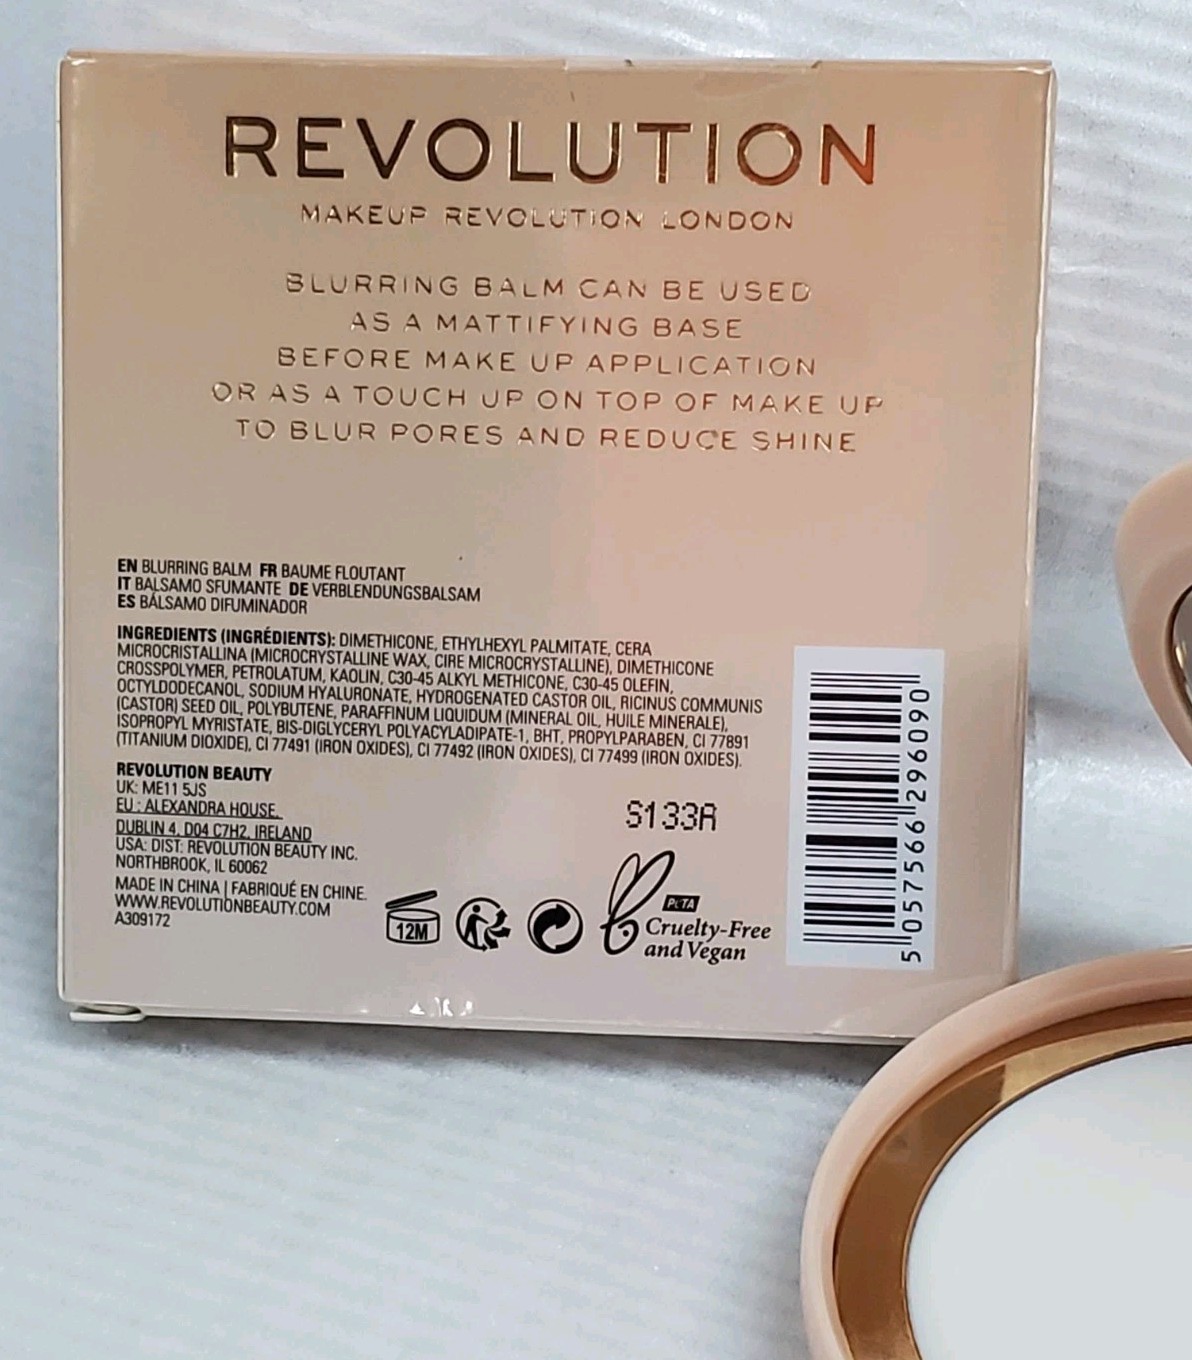 REVOLUTION
MAKEUP REVOLUTION LONDON
BLURRING BALM CAN BE USED
AS A MATTIFYING BASE
BEFORE MAKE UP APPLICATION
OR AS A TOUCH UP ON TOP OF MAKE UP
TO BLUR PORES AND REDUCE SHINE
EN BLURRING BALM FR BAUME FLOUTANT
IT BALSAMO SFUMANTE DE VERBLENDUNGSBALSAM
ES BÁLSAMO DIFUMINADOR
INGREDIENTS (INGRÉDIENTS): DIMETHICONE, ETHYLHEXYL PALMITATE, CERA
MICROCRISTALLINA (MICROCRYSTALLINE WAX, CIRE MICROCRYSTALLINE), DIMETHICONE
CROSSPOLYMER, PETROLATUM, KAOLIN, C30-45 ALKYL METHICONE, C30-45 OLEFIN,
OCTYLDODECANOL, SODIUM HYALURONATE, HYDROGENATED CASTOR OIL, RICINUS COMMUNIS
(CASTOR) SEED OIL, POLYBUTENE, PARAFFINUM LIQUIDUM (MINERAL OIL, HUILE MINERALE),
ISOPROPYL MYRISTATE, BIS-DIGLYCERYL POLYACYLADIPATE-1, BHT, PROPYLPARABEN, CI 77891
(TITANIUM DIOXIDE), CI 77491 (IRON OXIDES), CI 77492 (IRON OXIDES), CI 77499 (IRON OXIDES).
REVOLUTION BEAUTY
UK: ME11 5JS
EU: ALEXANDRA HOUSE,
DUBLIN 4, D04 C7H2, IRELAND
USA: DIST: REVOLUTION BEAUTY INC.
NORTHBROOK, IL 60062
MADE IN CHINA | FABRIQUÉ EN CHINE.
WWW.REVOLUTIONBEAUTY.COM
A309172
S133A
12M
PETA
Cruelty-Free
and Vegan
5 057566 296090